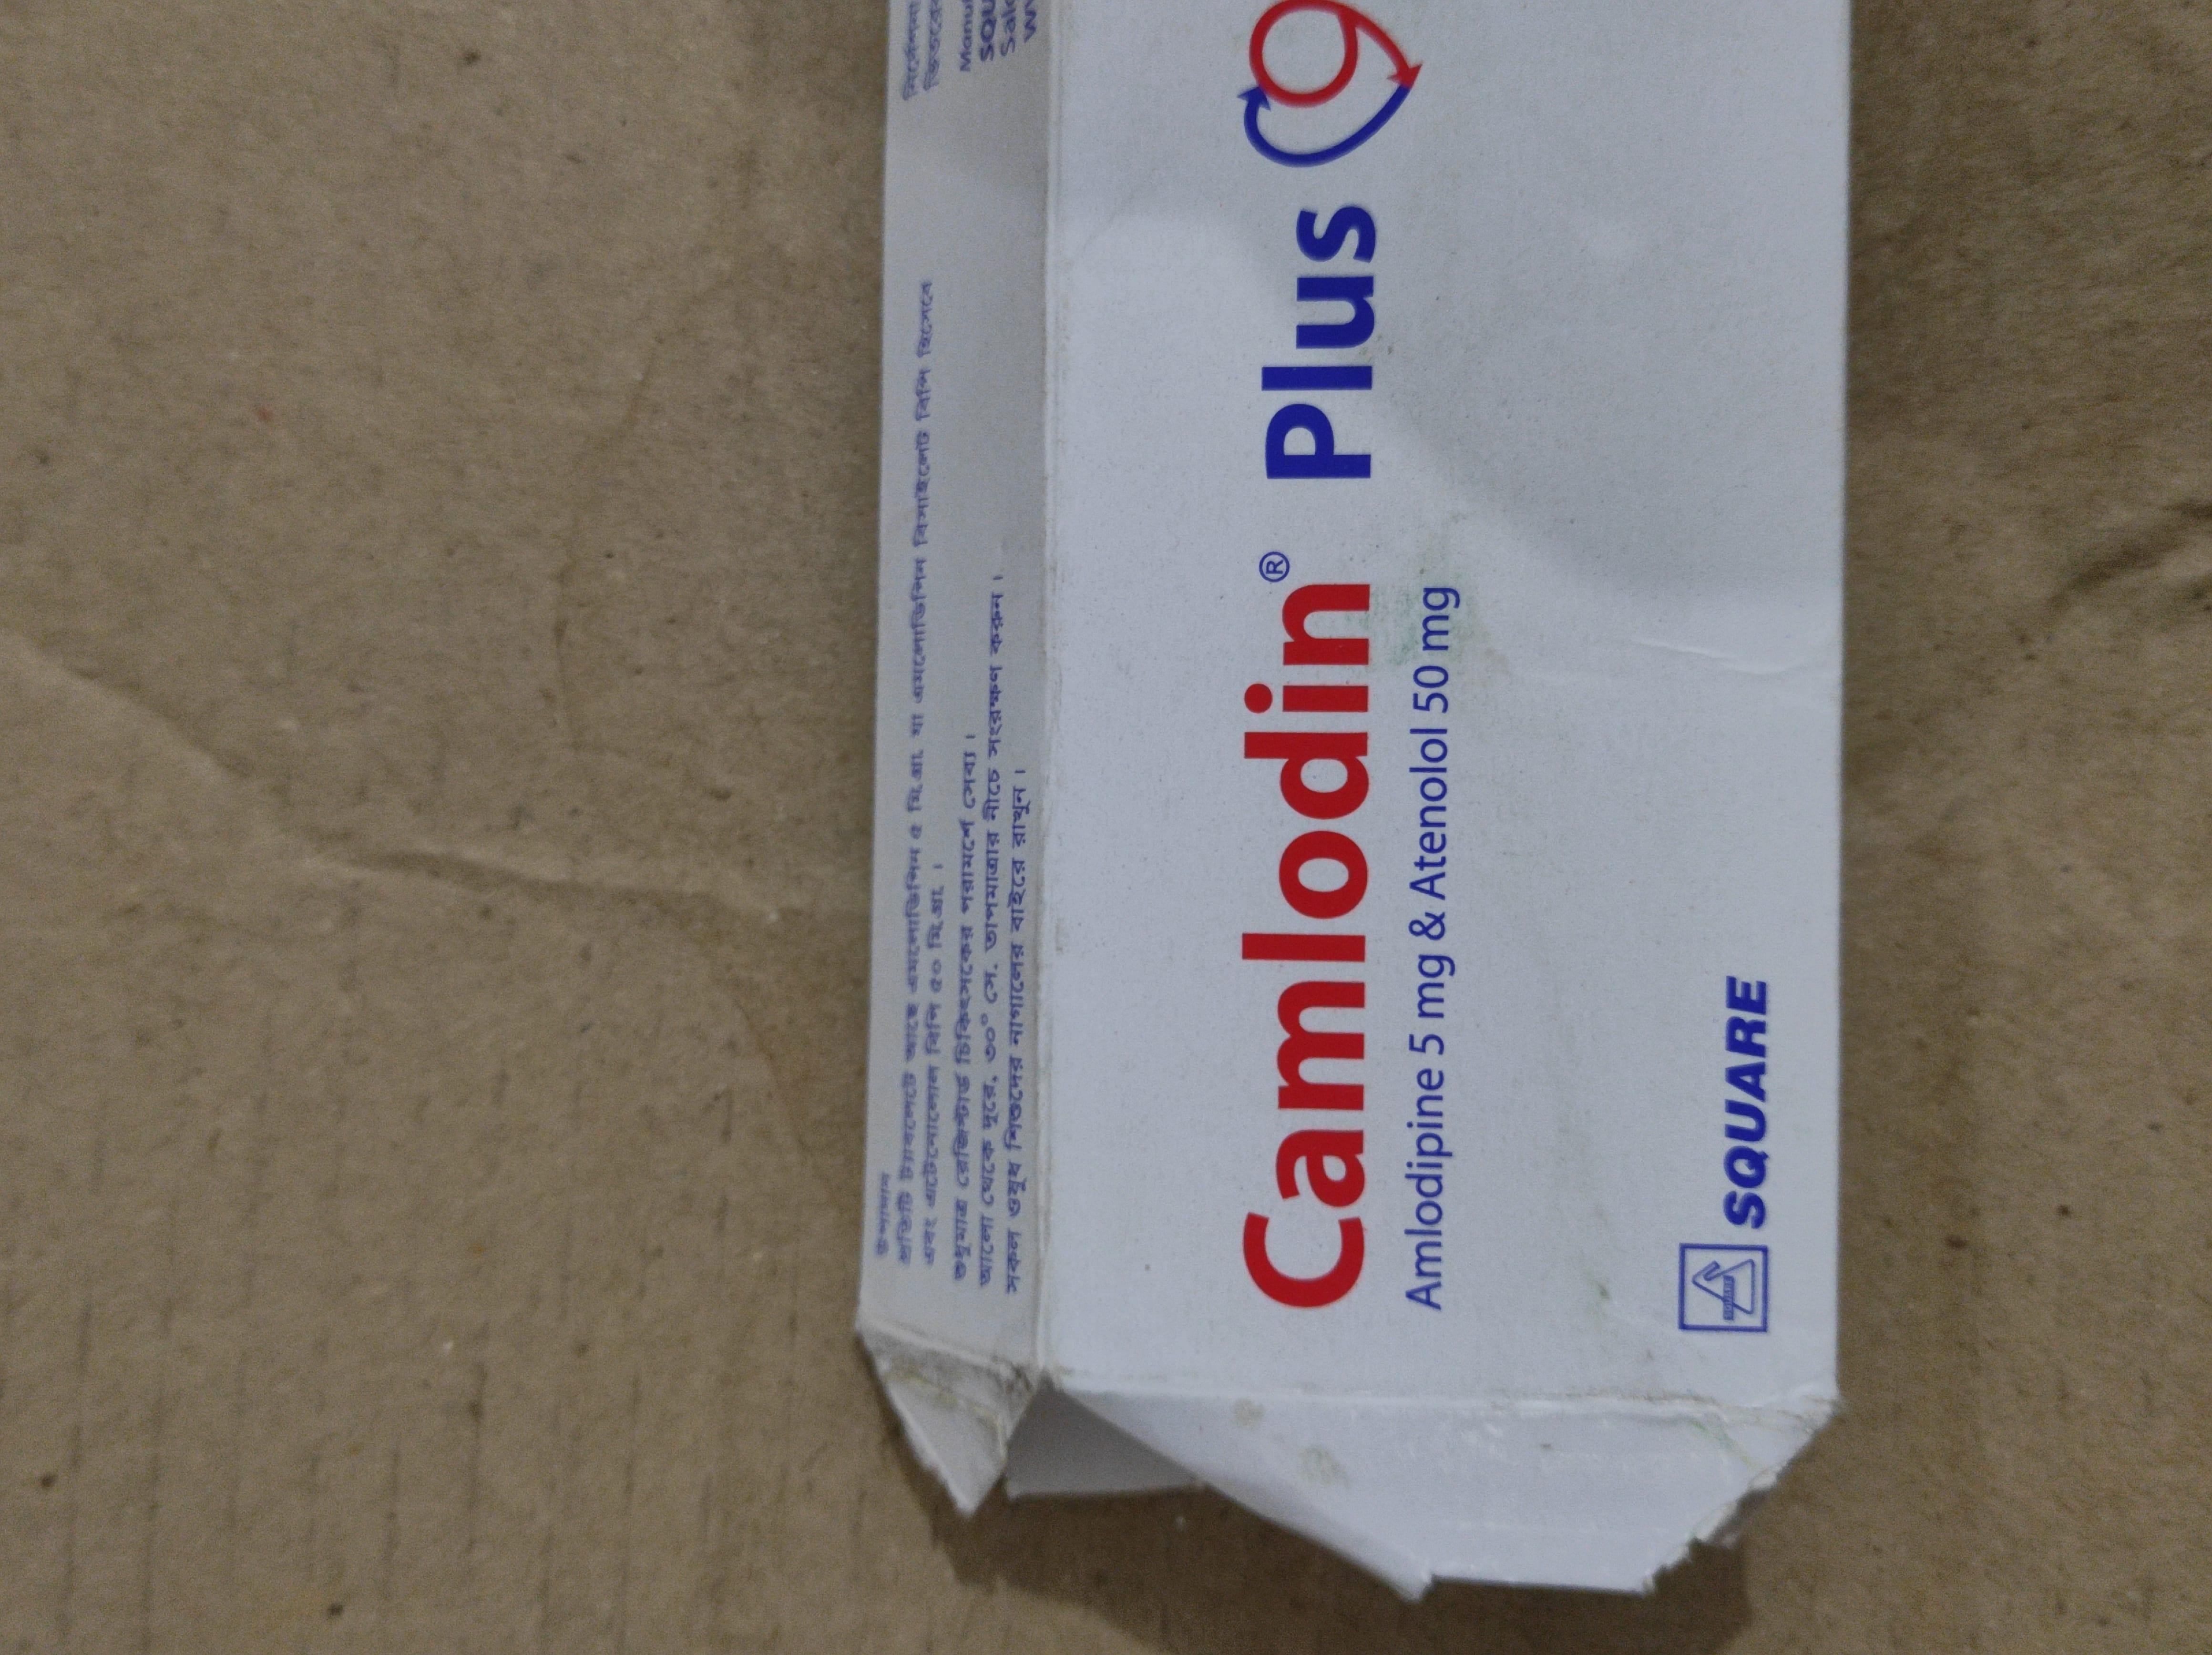 উপাদান
প্রতিটি ট্যাবলেটে আছে এমলোডিপিন ৫ মি.গ্রা. যা এমলোডিপিন বিসাইলেট বিপি হিসেবে
এবং এটেনোলোল বিপি ৫০ মি.গ্রা. ।
শুধুমাত্র রেজিস্টার্ড চিকিৎসকের পরামর্শে সেব্য ।
আলো থেকে দূরে, ৩০° সে. তাপমাত্রার নীচে সংরক্ষণ করুন ।
সকল ওষুধ শিশুদের নাগালের বাইরে রাখুন ।
Camlodin® Plus
Amlodipine 5 mg & Atenolol 50 mg
SQUARE
SQUARE